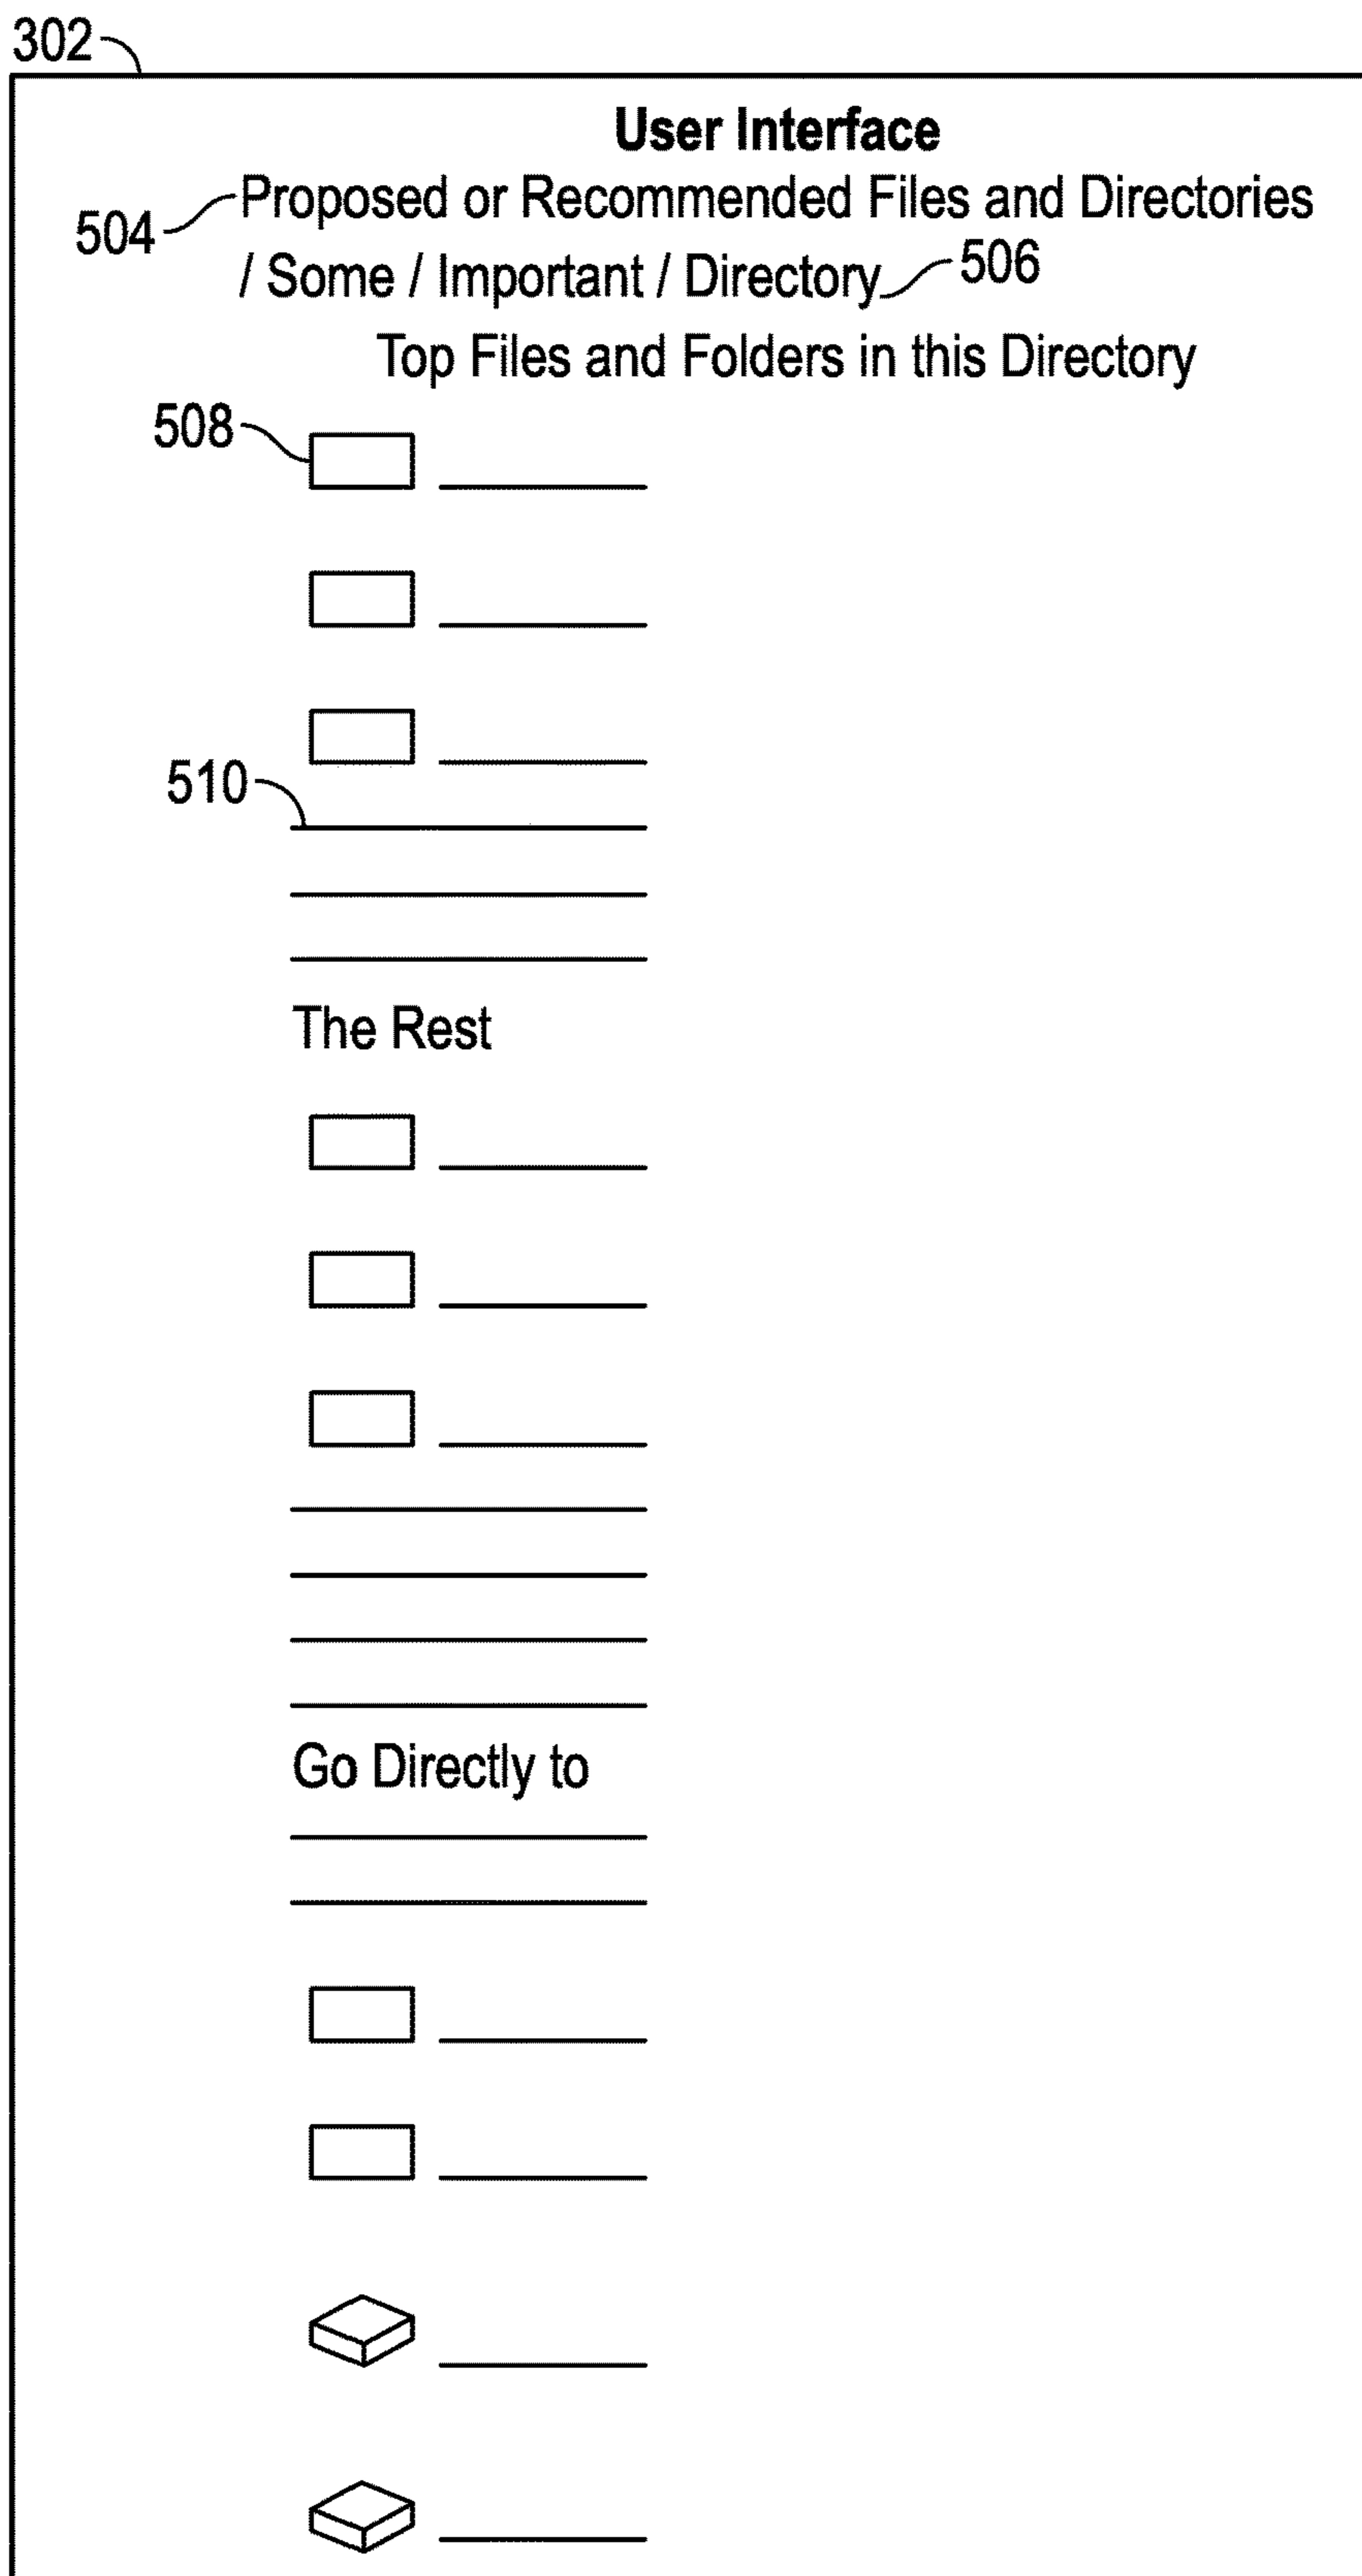 302
User Interface
504 Proposed or Recommended Files and Directories
/ Some / Important / Directory 506
Top Files and Folders in this Directory
508
510
The Rest
Go Directly to